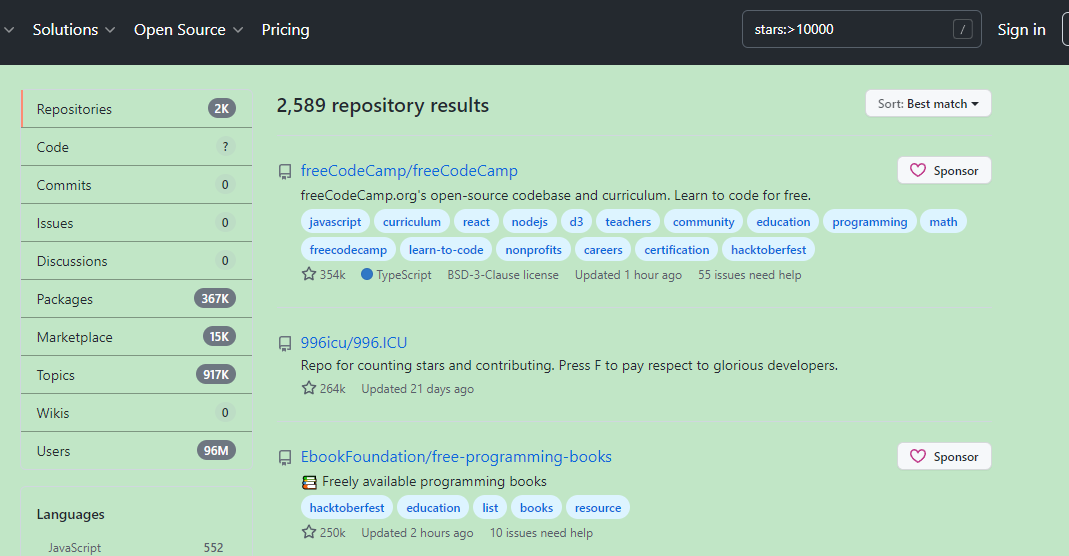 Solutions Open Source Pricing stars:>10000 / Sign in
Repositories 2K
Code ?
Commits 0
Issues 0
Discussions 0
Packages 367K
Marketplace 15K
Topics 917K
Wikis 0
Users 96M
Languages
JavaScript 552
2,589 repository results
Sort: Best match
freeCodeCamp/freeCodeCamp
Sponsor
freeCodeCamp.org's open-source codebase and curriculum. Learn to code for free.
javascript curriculum react nodejs d3 teachers community education programming math
freecodecamp learn-to-code nonprofits careers certification hacktoberfest
354k TypeScript BSD-3-Clause license Updated 1 hour ago 55 issues need help
996icu/996.ICU
Repo for counting stars and contributing. Press F to pay respect to glorious developers.
264k Updated 21 days ago
EbookFoundation/free-programming-books
Sponsor
Freely available programming books
hacktoberfest education list books resource
250k Updated 2 hours ago 10 issues need help